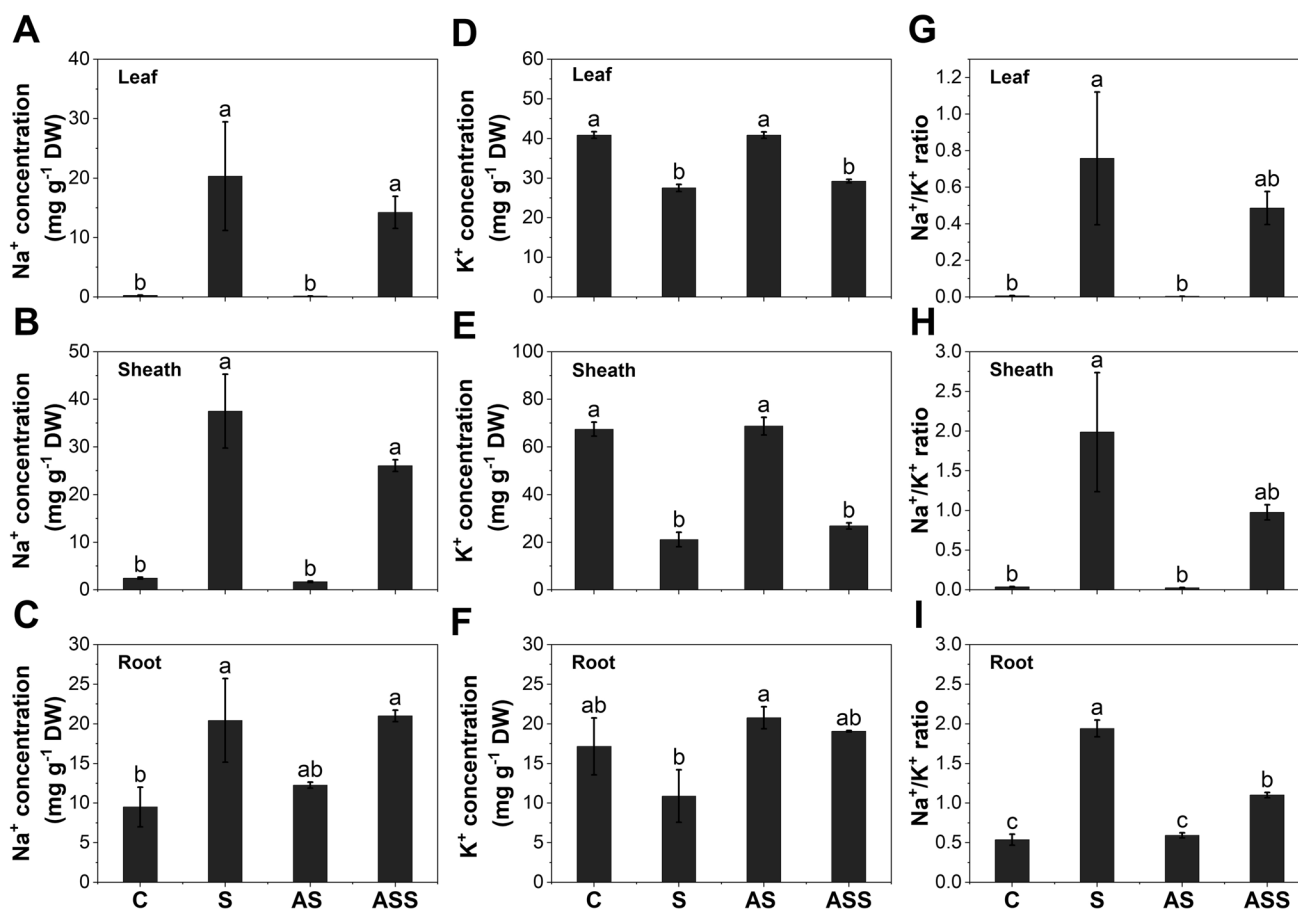 A
Leaf
Na⁺ concentration
(mg g⁻¹ DW)
40
30
20
10
0
b
a
b
a
D
Leaf
K⁺ concentration
(mg g⁻¹ DW)
60
50
40
30
20
10
0
a
b
a
b
G
Leaf
Na⁺/K⁺ ratio
1.2
1.0
0.8
0.6
0.4
0.2
0.0
b
a
b
ab
B
Sheath
Na⁺ concentration
(mg g⁻¹ DW)
50
40
30
20
10
0
b
a
b
a
E
Sheath
K⁺ concentration
(mg g⁻¹ DW)
100
80
60
40
20
0
a
b
a
b
H
Sheath
Na⁺/K⁺ ratio
3.0
2.5
2.0
1.5
1.0
0.5
0.0
b
a
b
ab
C
Root
Na⁺ concentration
(mg g⁻¹ DW)
30
25
20
15
10
5
0
b
a
ab
a
C S AS ASS
F
Root
K⁺ concentration
(mg g⁻¹ DW)
30
25
20
15
10
5
0
ab
b
a
ab
C S AS ASS
I
Root
Na⁺/K⁺ ratio
3.0
2.5
2.0
1.5
1.0
0.5
0.0
c
a
c
b
C S AS ASS